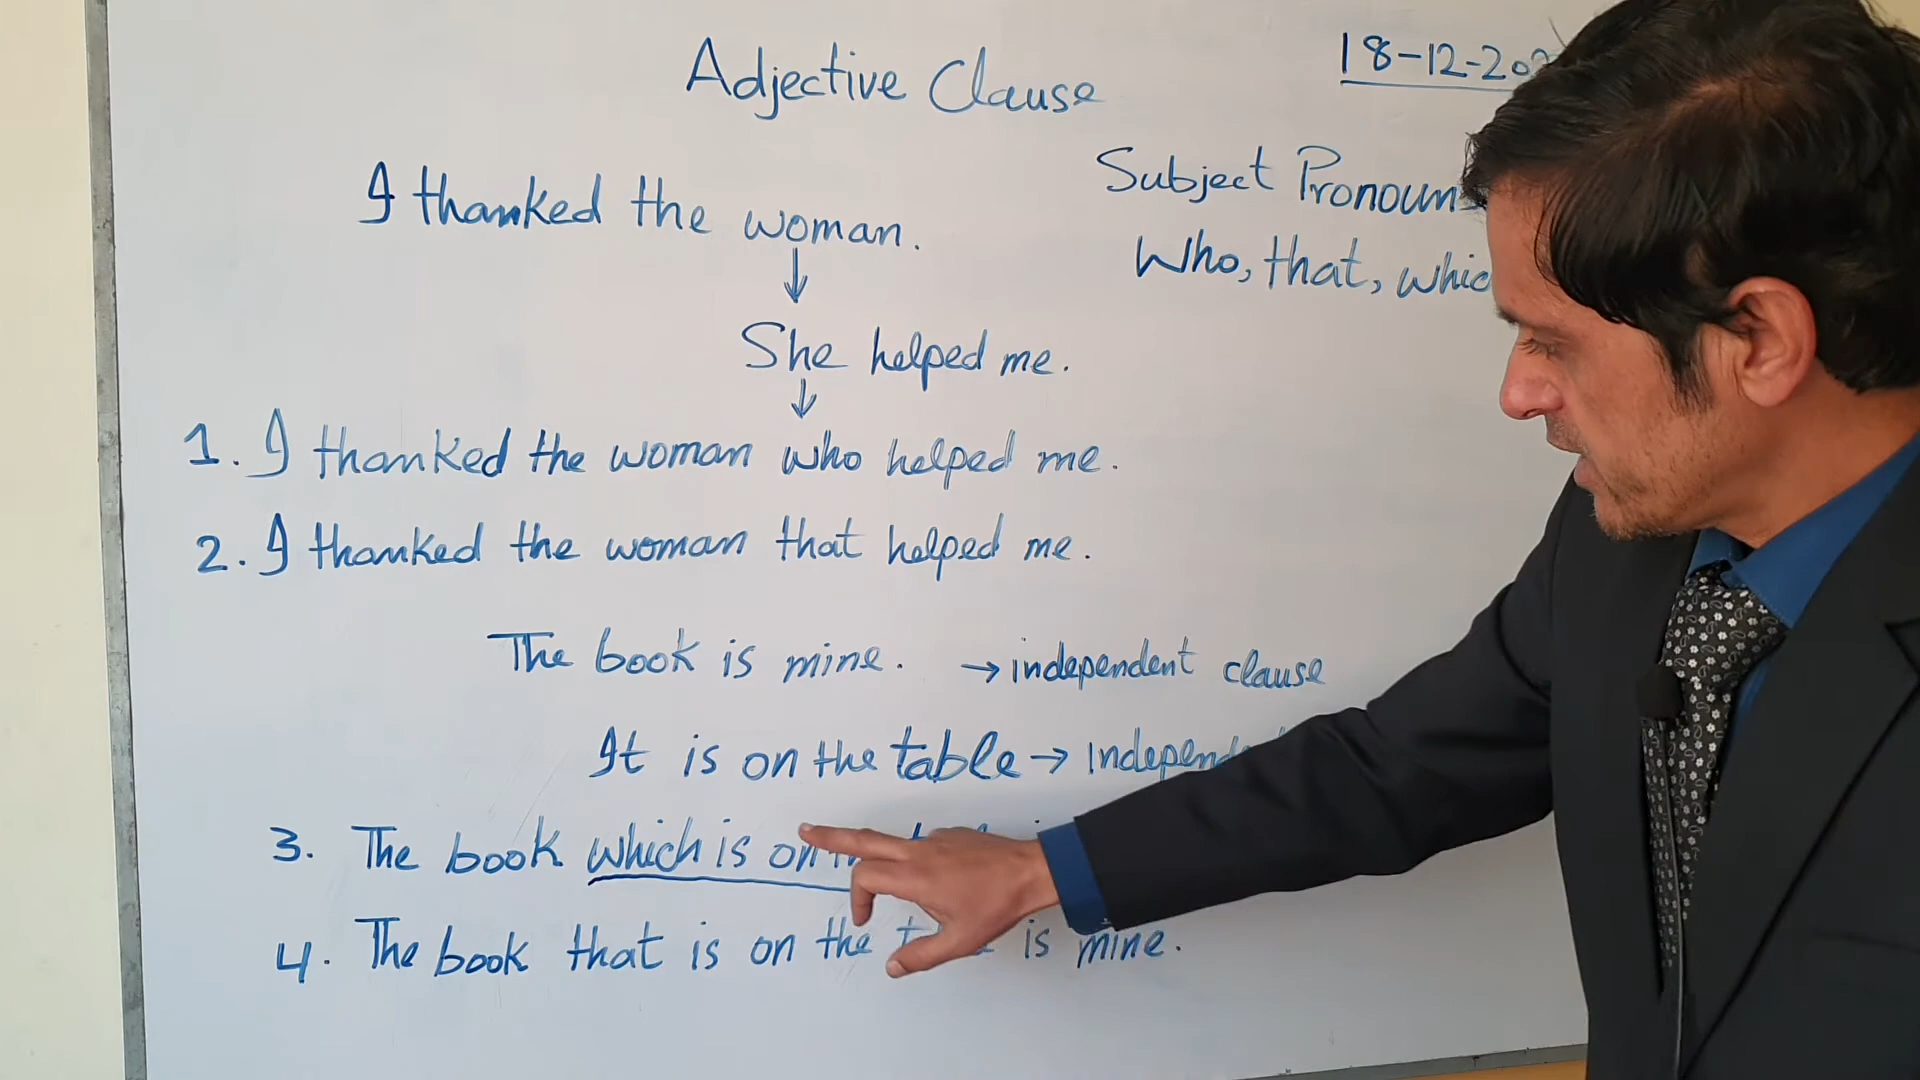 Adjective Clause
18-12-20
Subject Pronoun
Who, that, whic
I thanked the woman.
↓
She helped me.
↓
1. I thanked the woman who helped me.
2. I thanked the woman that helped me.
The book is mine. → independent clause
It is on the table → independ
3. The book which is on
4. The book that is on the is mine.